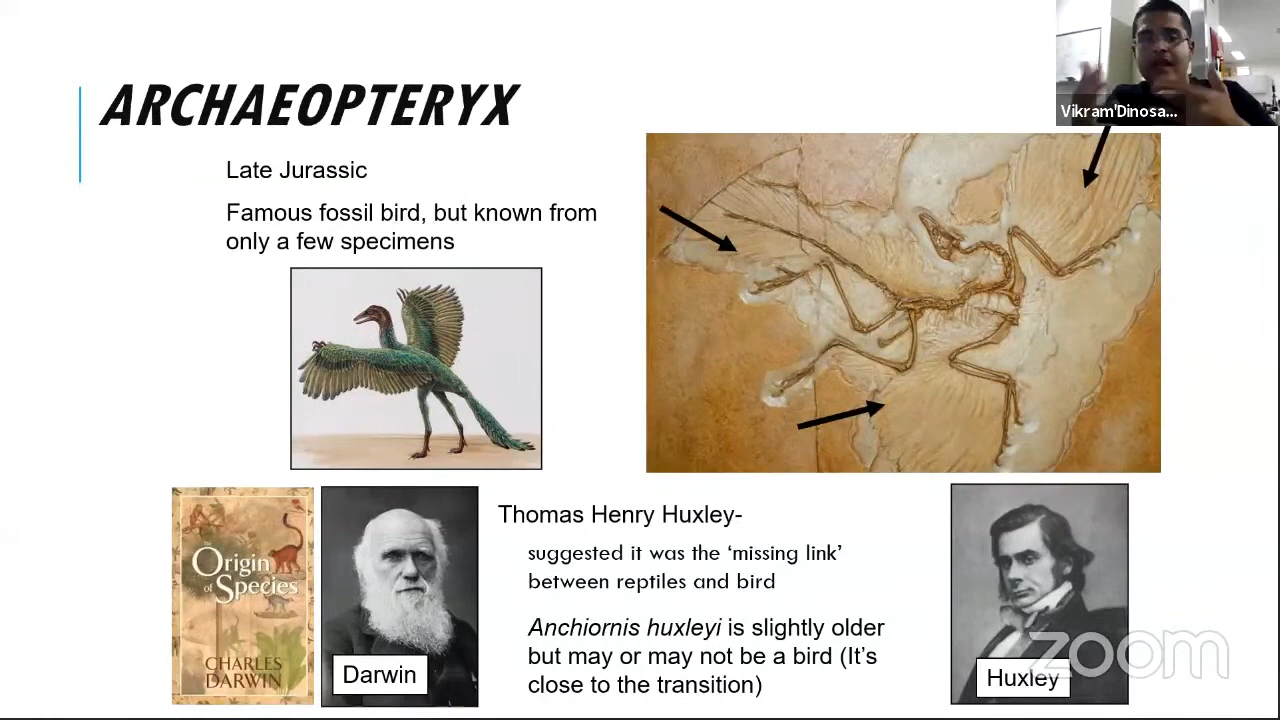 Vikram'Dinosa...
ARCHAEOPTERYX
Late Jurassic
Famous fossil bird, but known from
only a few specimens
Origin
of Species
CHARLES
DARWIN
Darwin
Thomas Henry Huxley-
suggested it was the ‘missing link’
between reptiles and bird
Anchiornis huxleyi is slightly older
but may or may not be a bird (It’s
close to the transition)
Huxley
zoom